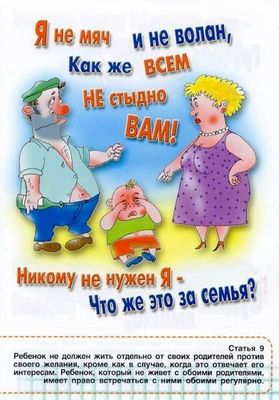 Я не мяч и не волан,
Как же ВСЕМ
НЕ СТЫДНО
ВАМ!
Никому не нужен Я -
Что же это за семья?
Статья 9
Ребенок не должен жить отдельно от своих родителей против
своего желания, кроме как в случае, когда это отвечает его
интересам. Ребенок, который не живет с обоими родителями,
имеет право встречаться с ними обоими регулярно.